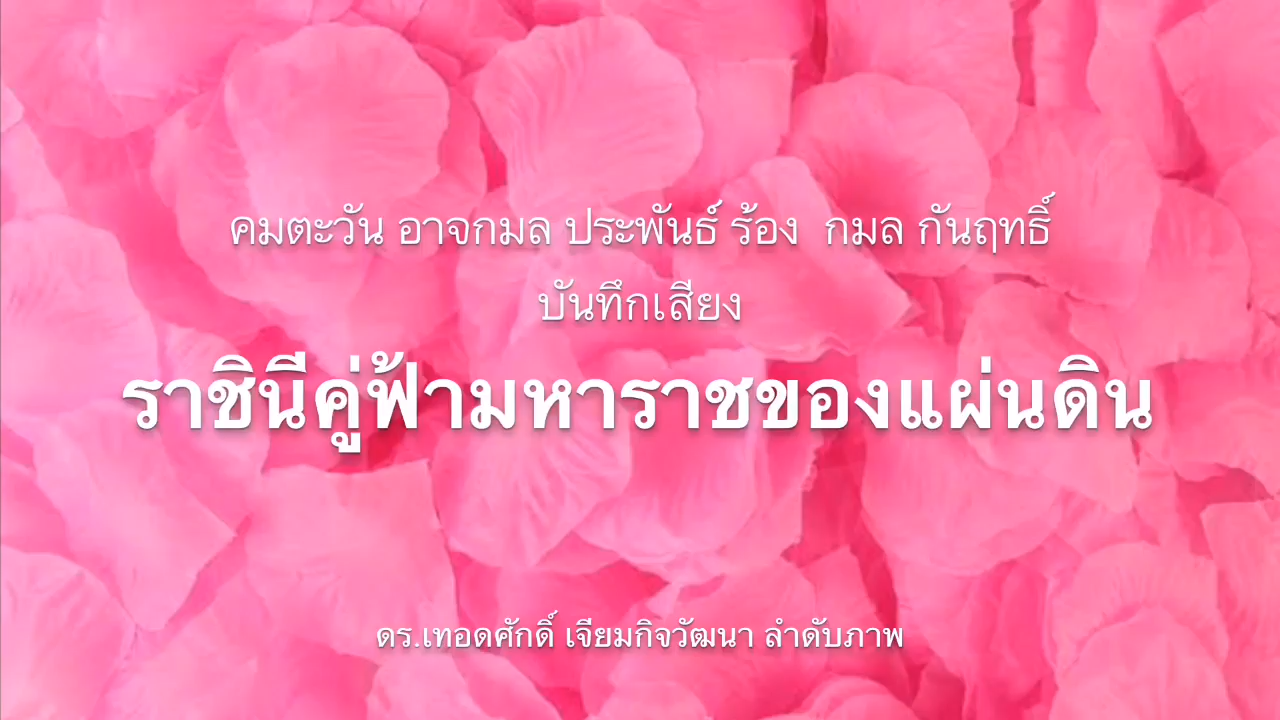 คมตะวัน อาจกมล ประพันธ์ ร้อง  กมล กันฤทธิ์
บันทึกเสียง
ราชินีคู่ฟ้ามหาราชของแผ่นดิน
ดร.เทอดศักดิ์ เจียมกิจวัฒนา ลำดับภาพ